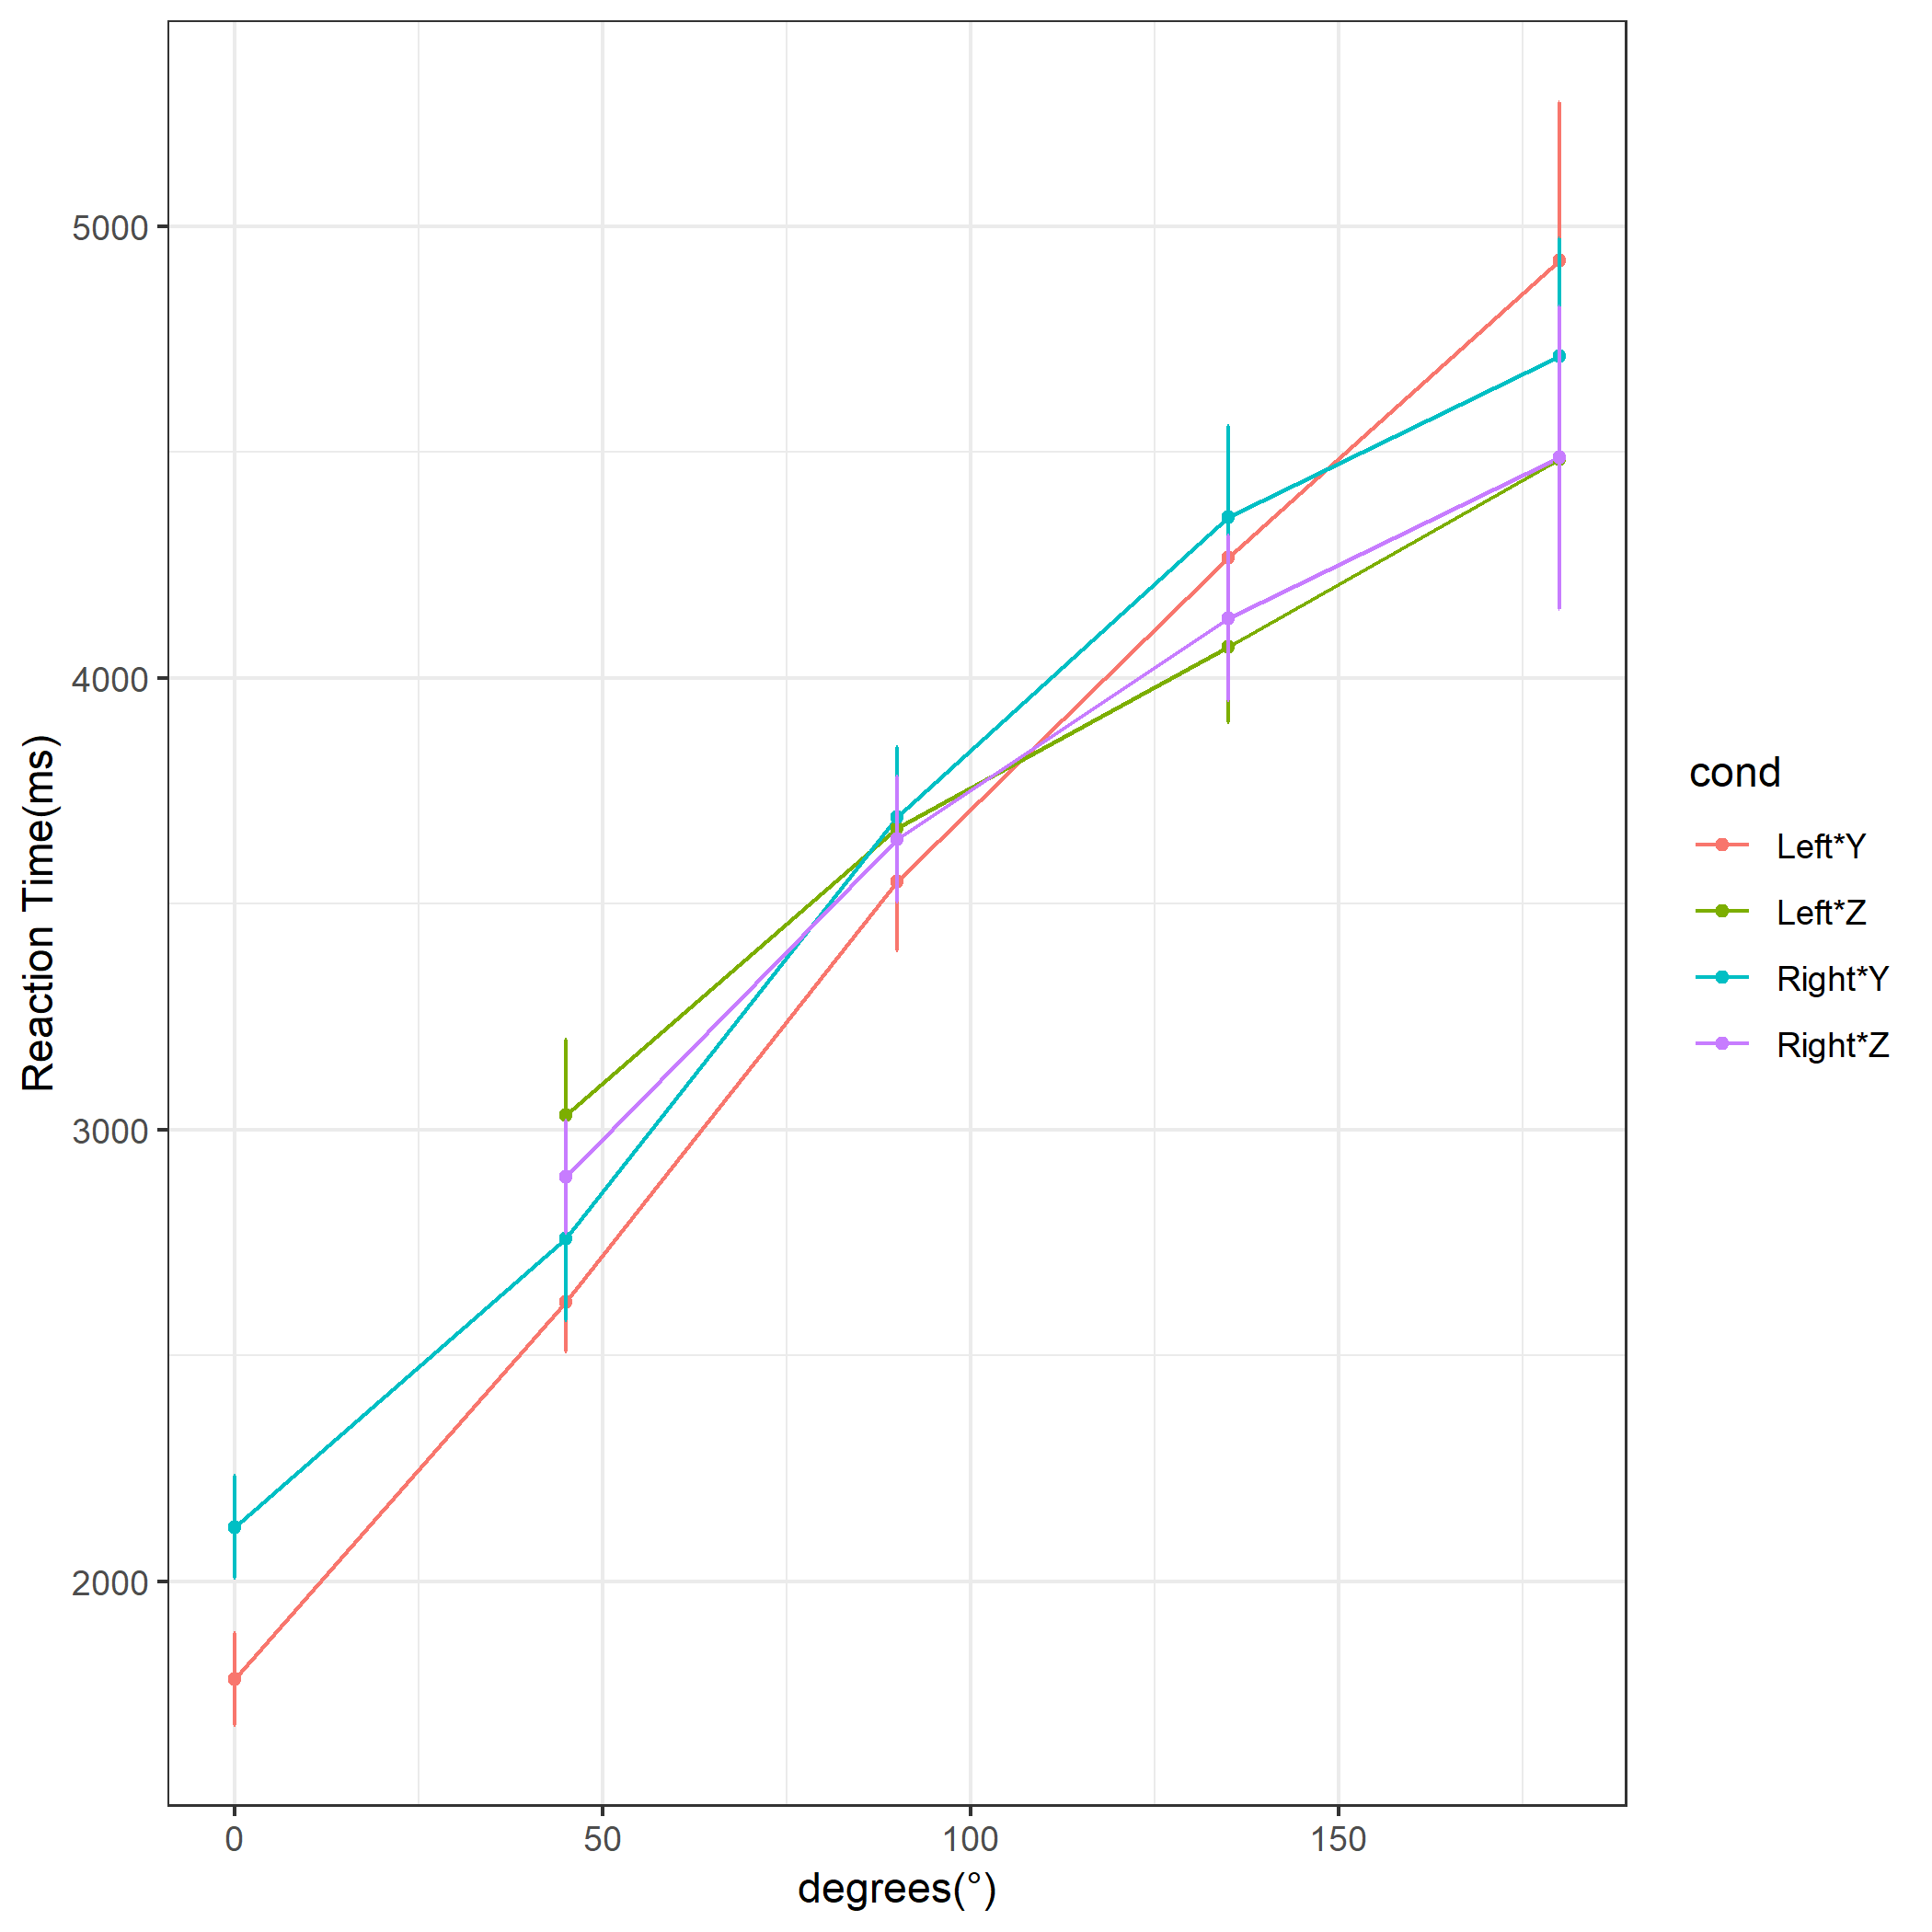 5000
4000
3000
2000
Reaction Time(ms)
0 50 100 150
degrees(°)
cond
Left*Y
Left*Z
Right*Y
Right*Z